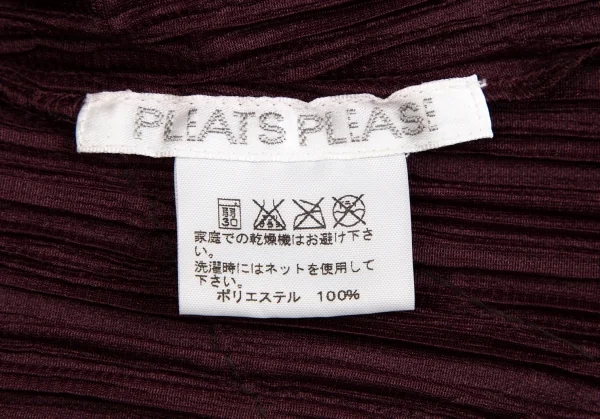 PLEATS PLEASE
弱
30
家庭での乾燥機はお避け下さ
い。
洗濯時にはネットを使用して
下さい。
ポリエステル 100%